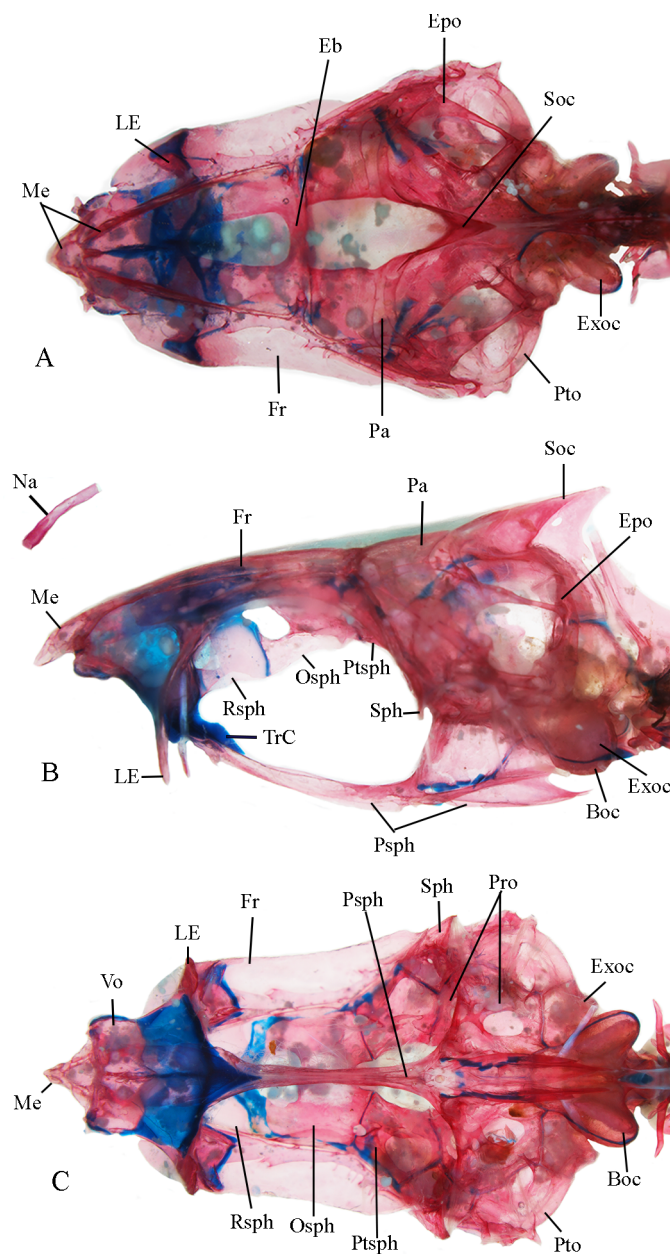 Epo
Eb
Soc
LE
Me
Exoc
A
Pto
Fr
Pa
Soc
Na
Pa
Fr
Epo
Me
Osph
Ptsph
Rsph
Sph
TrC
LE
B
Exoc
Boc
Psph
Sph
Pro
Psph
Fr
LE
Exoc
Vo
Me
Boc
C
Rsph
Osph
Pto
Ptsph